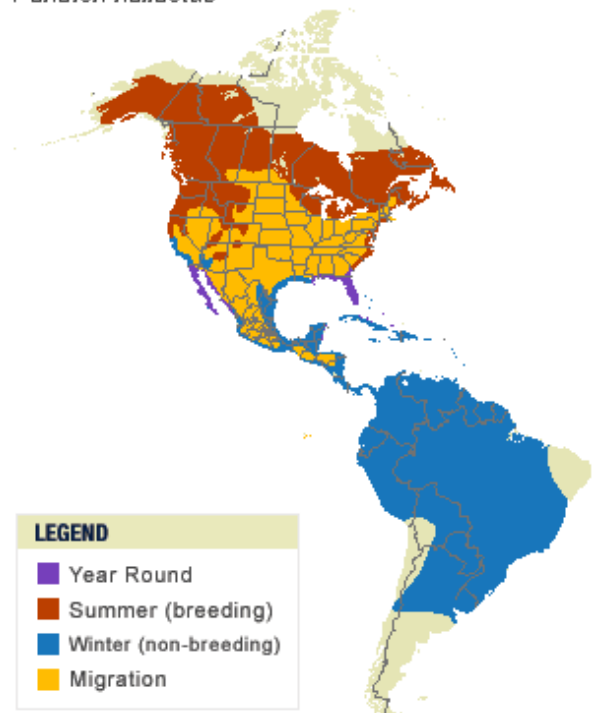 LEGEND
Year Round
Summer (breeding)
Winter (non-breeding)
Migration